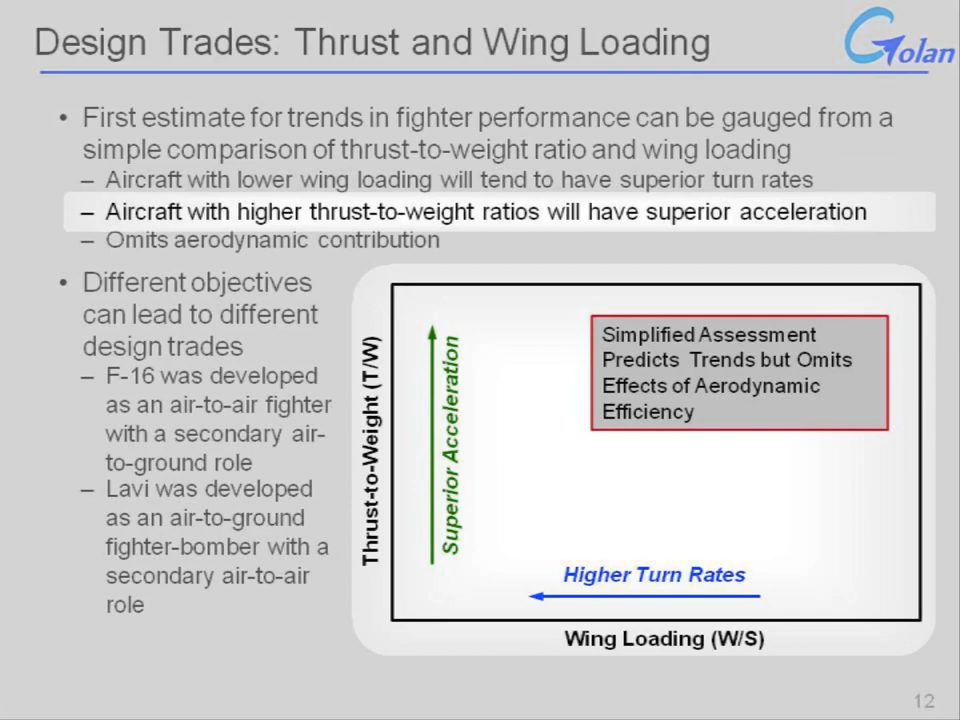 Design Trades: Thrust and Wing Loading
Golan
• First estimate for trends in fighter performance can be gauged from a
simple comparison of thrust-to-weight ratio and wing loading
– Aircraft with lower wing loading will tend to have superior turn rates
– Aircraft with higher thrust-to-weight ratios will have superior acceleration
– Omits aerodynamic contribution
• Different objectives
can lead to different
design trades
– F-16 was developed
as an air-to-air fighter
with a secondary air-
to-ground role
– Lavi was developed
as an air-to-ground
fighter-bomber with a
secondary air-to-air
role
Thrust-to-Weight (T/W)
Superior Acceleration
Simplified Assessment
Predicts Trends but Omits
Effects of Aerodynamic
Efficiency
Higher Turn Rates
Wing Loading (W/S)
12